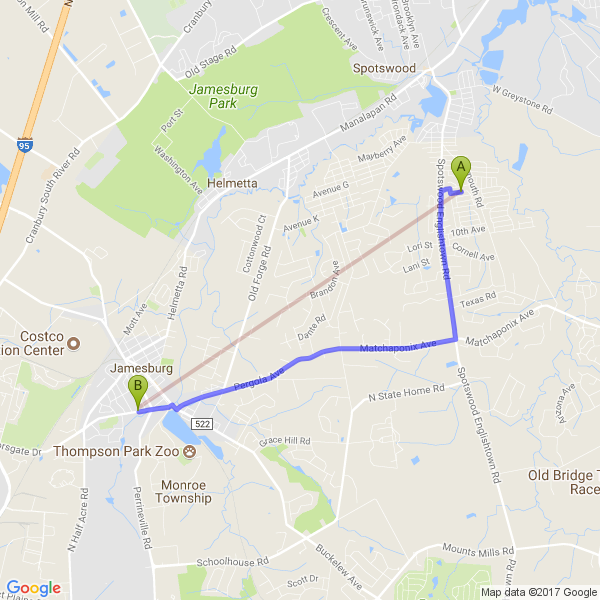 Cranbury
Brooklyn Ave
Adirondack Ave
Brunswick Ave
Crescent Ave
Old Stage Rd
Spotswood
Jamesburg
Park
W Greystone Rd
Port St
Manalapan Rd
95
Washington Ave
Mayberry Ave
A
Helmetta
Avenue G
Cranbury South River Rd
Avenue K
10th Ave
Cottonwood Ct
Spotswood Englishtown Rd
Lori St
Cornell Ave
Old Forge Rd
Lani St
Helmetta Rd
Brandon Ave
Texas Rd
Mott Ave
Matchaponix Ave
Dante Rd
Costco
tion Center
Matchaponix Ave
Jamesburg
Pergola Ave
B
N State Home Rd
Spotswood Englishtown Rd
Arizona Ave
522
Grace Hill Rd
orsgate Dr
Thompson Park Zoo
Old Bridge T
Race
Monroe
Township
N Half Acre Rd
Perrineville Rd
Mounts Mills Rd
Schoolhouse Rd
Buckelew Ave
Scott Dr
Google
Map data ©2017 Google